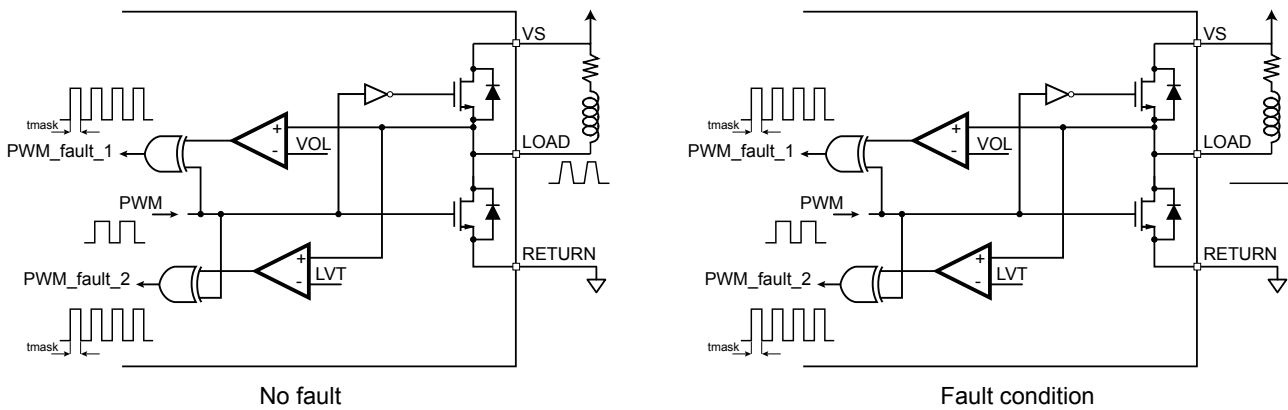 VS
tmask
PWM_fault_1
VOL
LOAD
PWM
RETURN
LVT
PWM_fault_2
tmask
No fault
VS
tmask
PWM_fault_1
VOL
LOAD
PWM
RETURN
LVT
PWM_fault_2
tmask
Fault condition